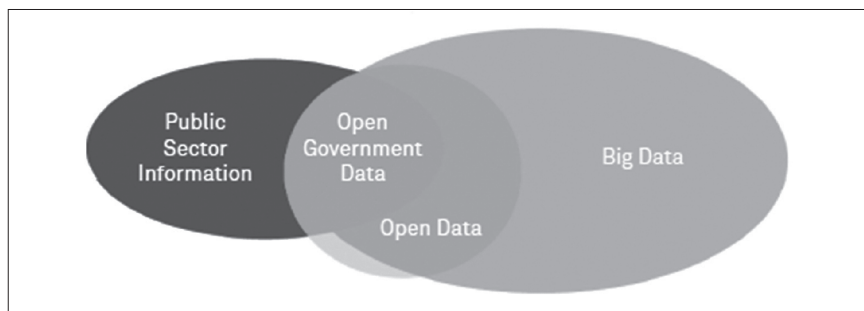 Public
Sector
Information
Open
Government
Data
Big Data
Open Data